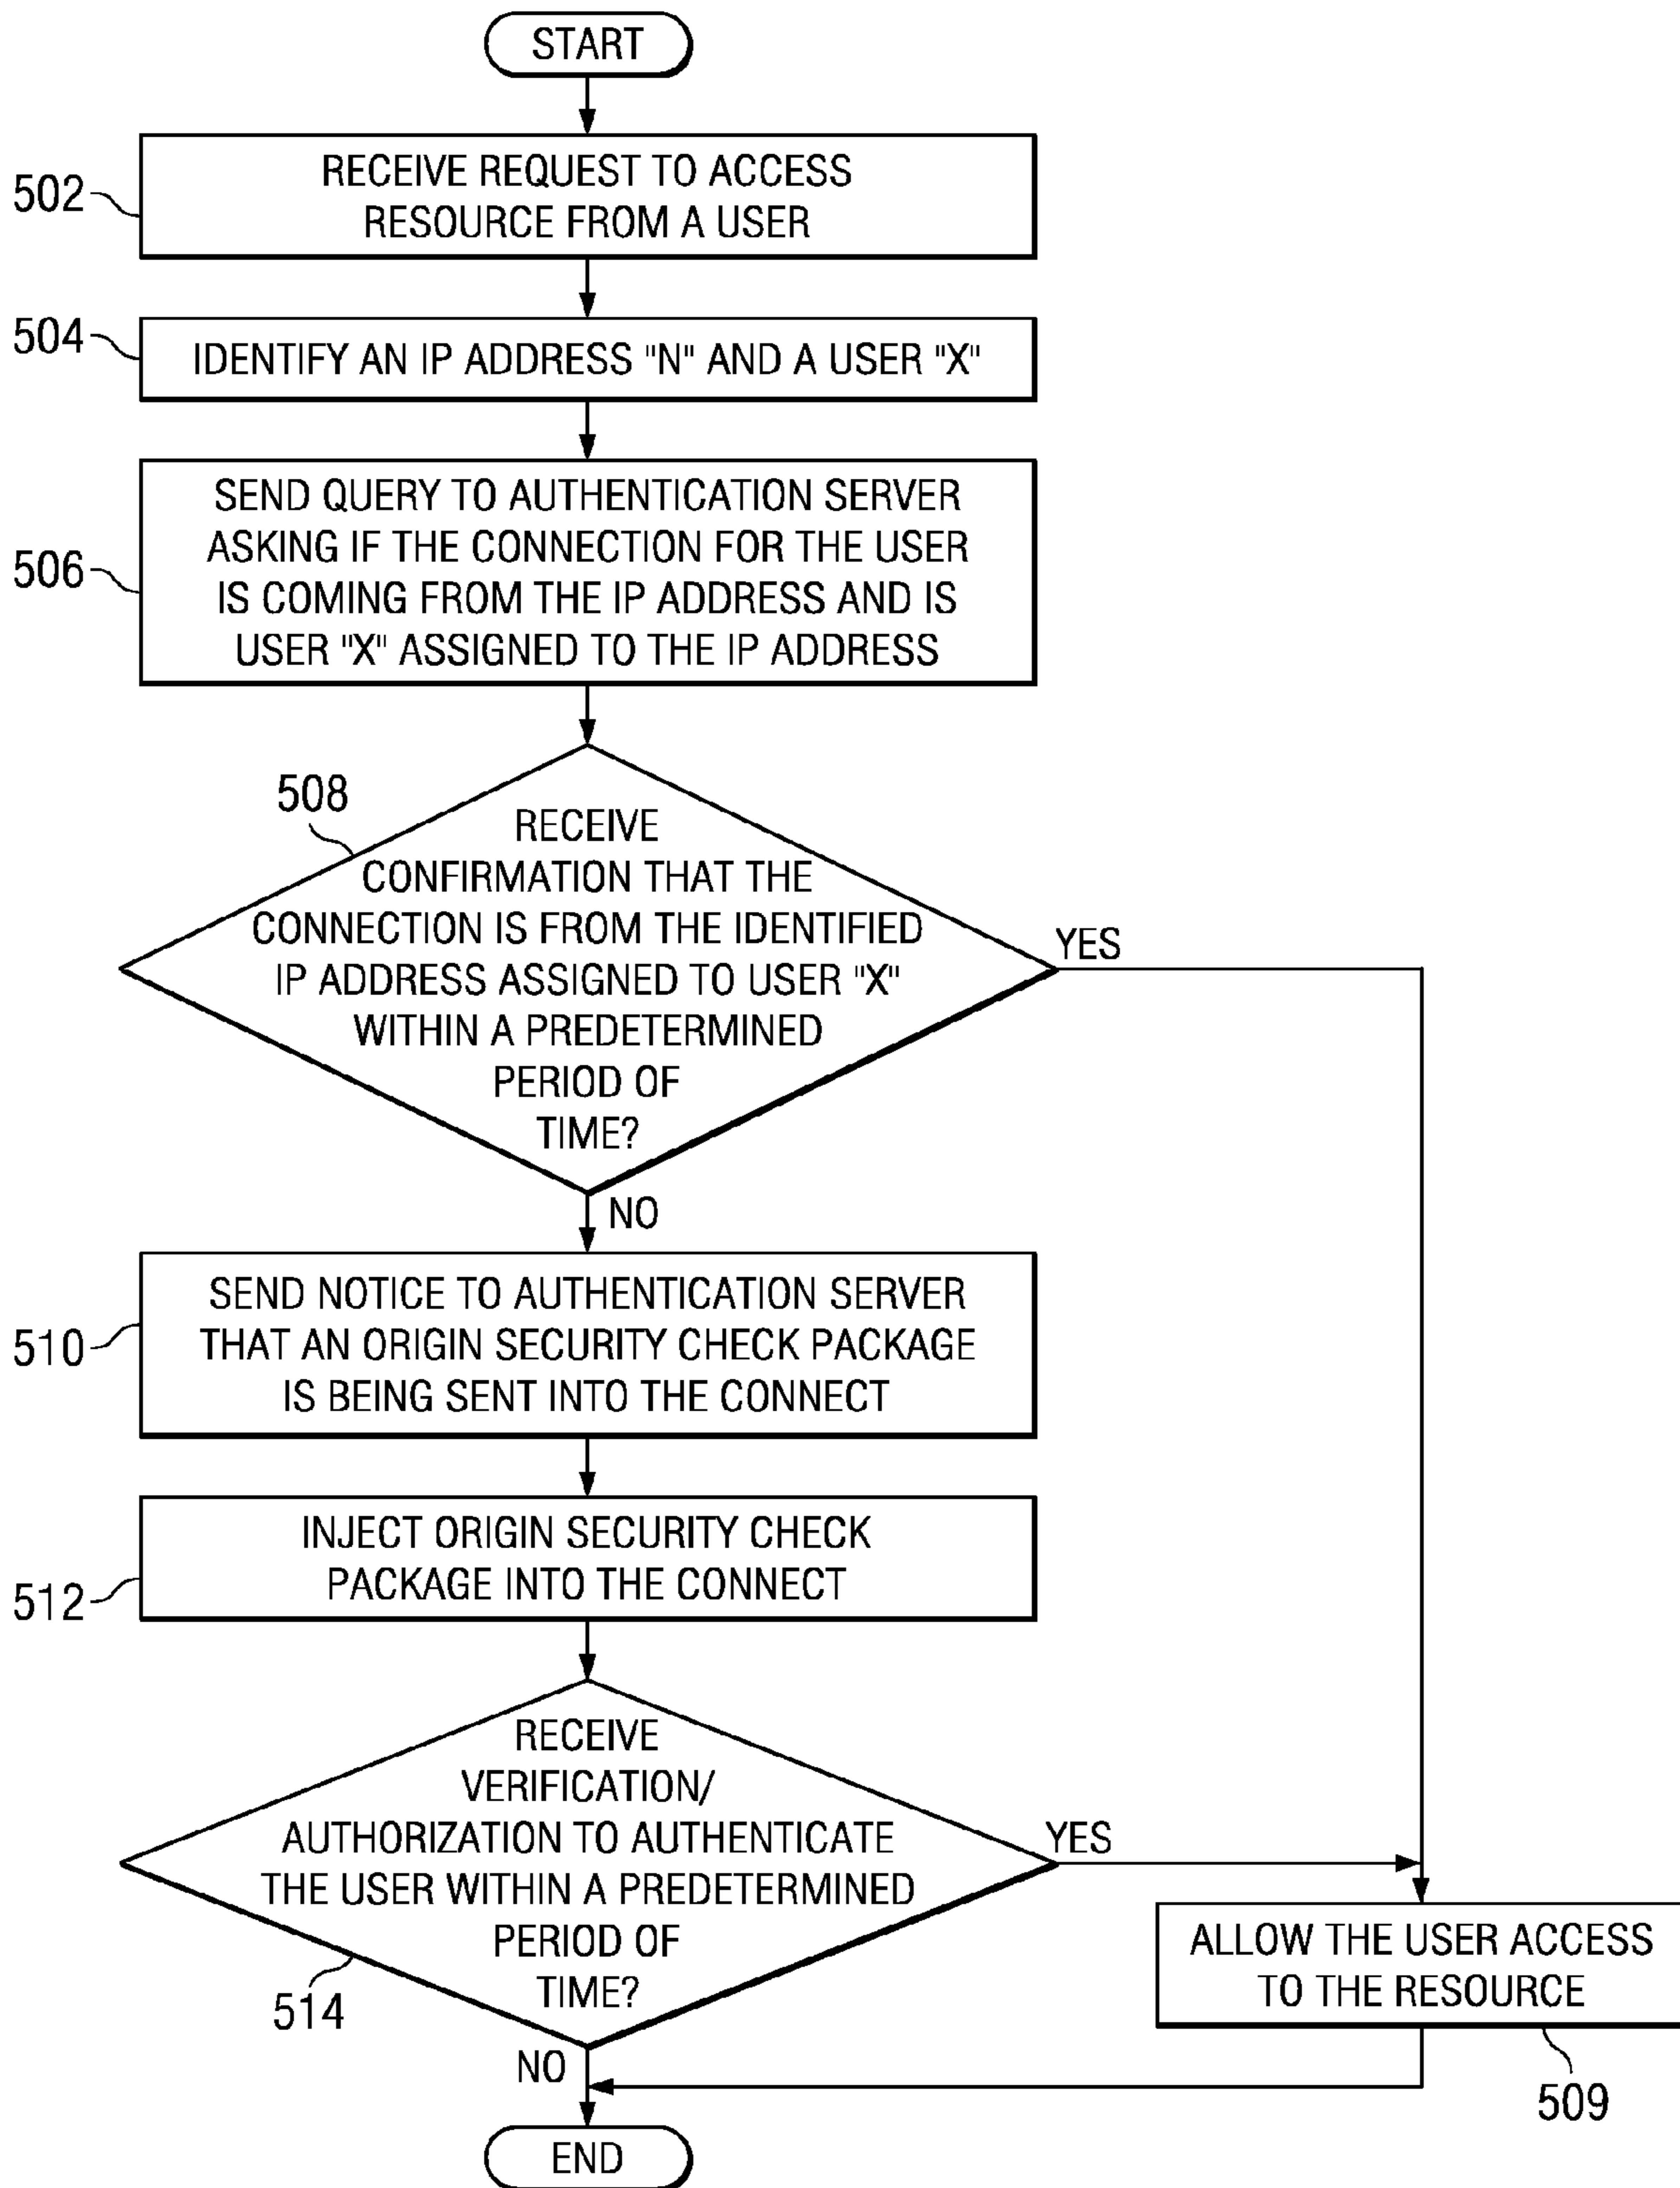 START
502
RECEIVE REQUEST TO ACCESS
RESOURCE FROM A USER
504
IDENTIFY AN IP ADDRESS "N" AND A USER "X"
506
SEND QUERY TO AUTHENTICATION SERVER
ASKING IF THE CONNECTION FOR THE USER
IS COMING FROM THE IP ADDRESS AND IS
USER "X" ASSIGNED TO THE IP ADDRESS
508
RECEIVE
CONFIRMATION THAT THE
CONNECTION IS FROM THE IDENTIFIED
IP ADDRESS ASSIGNED TO USER "X"
WITHIN A PREDETERMINED
PERIOD OF
TIME?
YES
NO
510
SEND NOTICE TO AUTHENTICATION SERVER
THAT AN ORIGIN SECURITY CHECK PACKAGE
IS BEING SENT INTO THE CONNECT
512
INJECT ORIGIN SECURITY CHECK
PACKAGE INTO THE CONNECT
RECEIVE
VERIFICATION/
AUTHORIZATION TO AUTHENTICATE
THE USER WITHIN A PREDETERMINED
PERIOD OF
TIME?
514
YES
NO
ALLOW THE USER ACCESS
TO THE RESOURCE
509
END